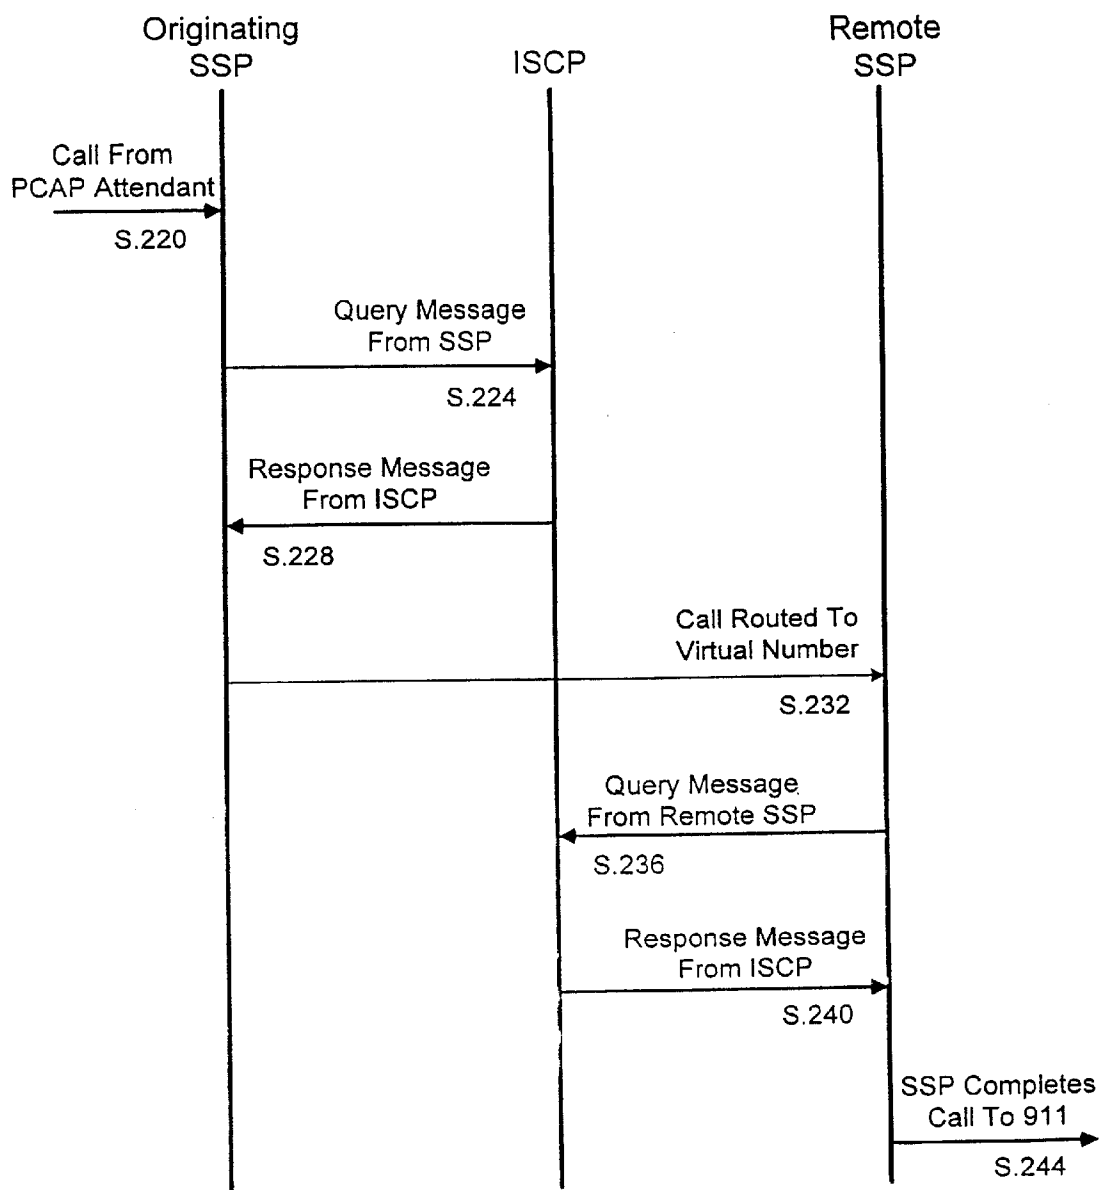 Originating
SSP
ISCP
Remote
SSP
Call From
PCAP Attendant
S.220
Query Message
From SSP
S.224
Response Message
From ISCP
S.228
Call Routed To
Virtual Number
S.232
Query Message
From Remote SSP
S.236
Response Message
From ISCP
S.240
SSP Completes
Call To 911
S.244